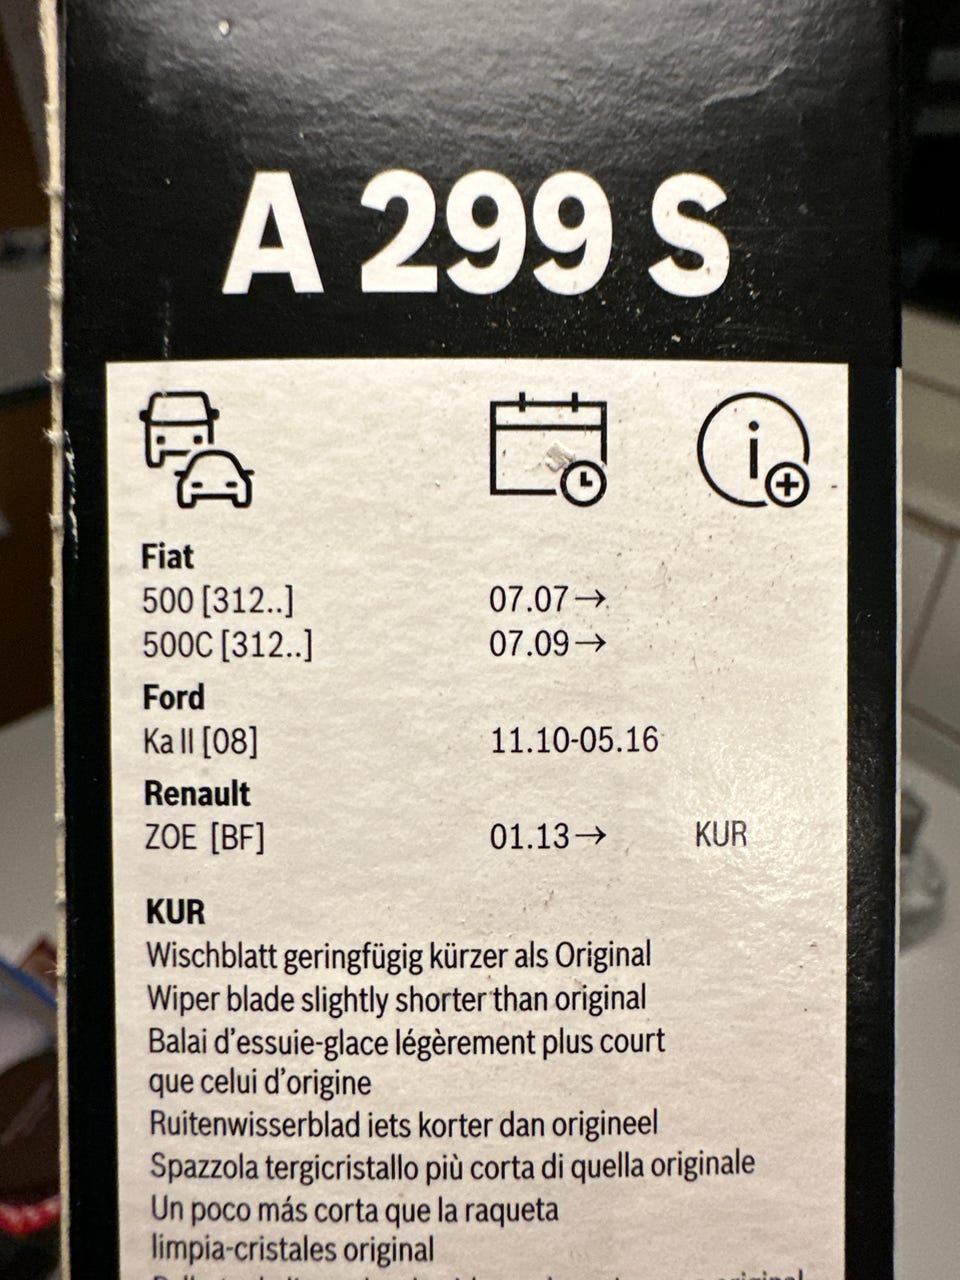 A 299 S
Fiat
500 [312..] 07.07→
500C [312..] 07.09→
Ford
Ka II [08] 11.10-05.16
Renault
ZOE [BF] 01.13→ KUR
KUR
Wischblatt geringfügig kürzer als Original
Wiper blade slightly shorter than original
Balai d'essuie-glace légèrement plus court
que celui d'origine
Ruitenwisserblad iets korter dan origineel
Spazzola tergicristallo più corta di quella originale
Un poco más corta que la raqueta
limpia-cristales original